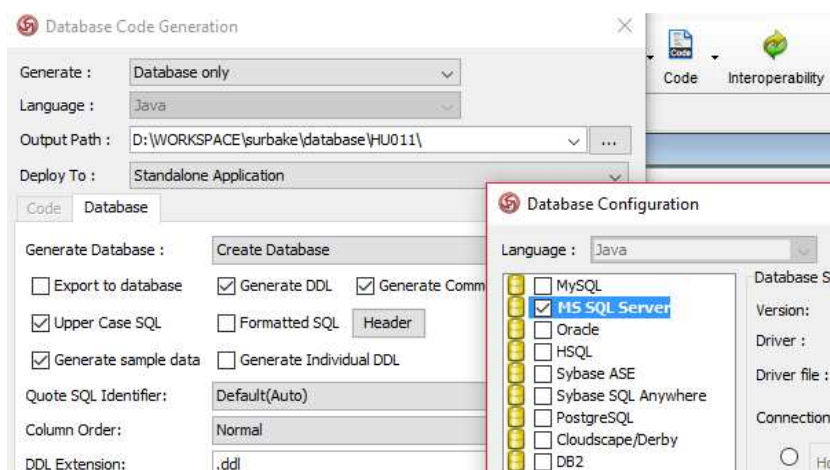 Database Code Generation
Code
Interoperability
Generate :
Database only
Language :
Java
Output Path :
D:\WORKSPACE\surbake\database\HU011\
...
Deploy To :
Standalone Application
Code
Database
Generate Database :
Create Database
Export to database
Generate DDL
Generate Comm
Upper Case SQL
Formatted SQL
Header
Generate sample data
Generate Individual DDL
Quote SQL Identifier:
Default(Auto)
Column Order:
Normal
DDL Extension:
.ddl
Database Configuration
Language :
Java
MySQL
MS SQL Server
Oracle
HSQL
Sybase ASE
Sybase SQL Anywhere
PostgreSQL
Cloudscape/Derby
DB2
Database S
Version:
Driver :
Driver file :
Connection